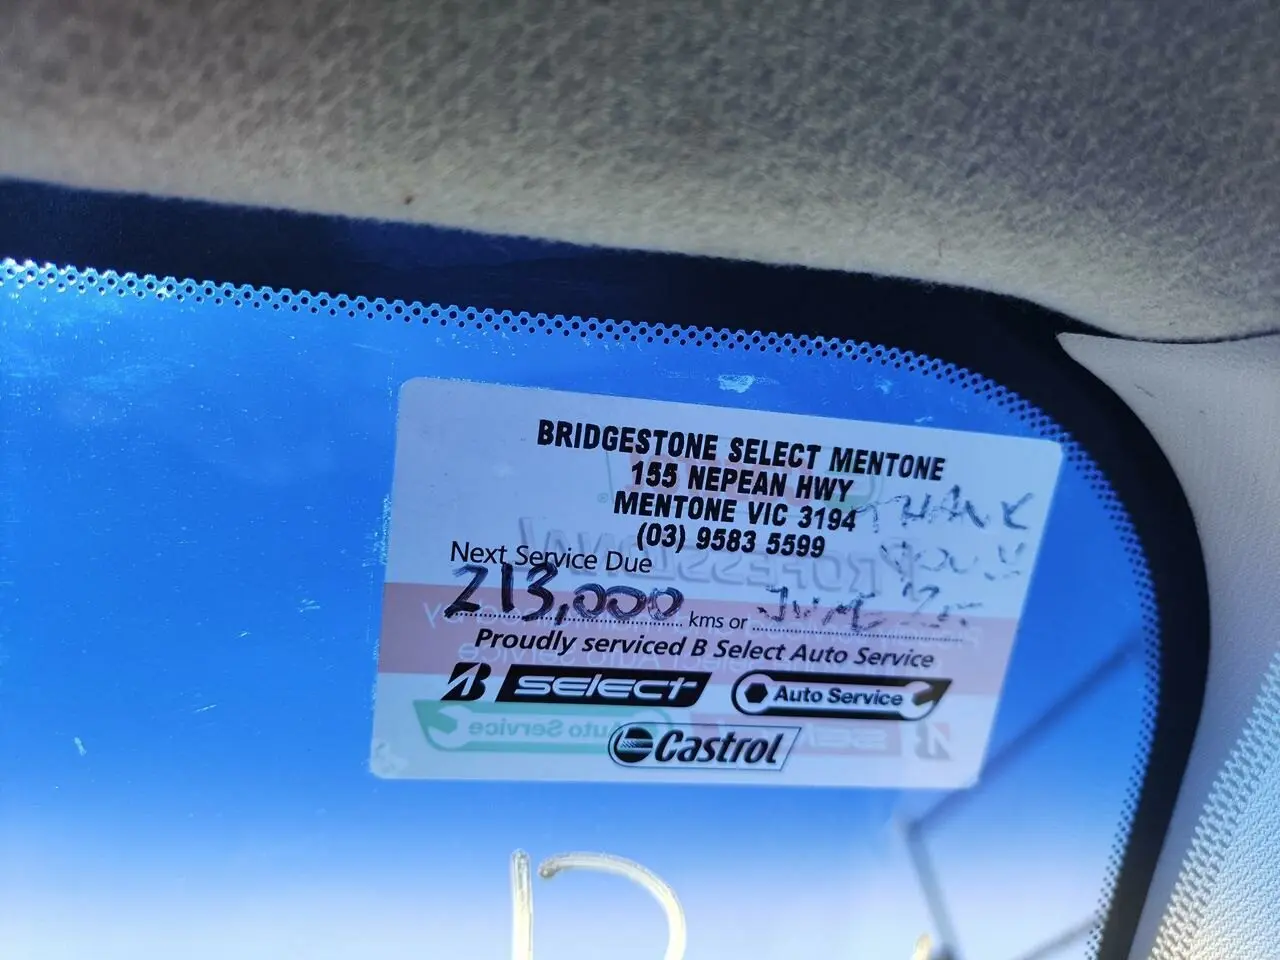 BRIDGESTONE SELECT MENTONE
155 NEPEAN HWY
MENTONE VIC 3194
(03) 9583 5599
THANK
YOU
Next Service Due
213,000 kms or JUNE
Proudly serviced B Select Auto Service
B SELECT Auto Service
Castrol